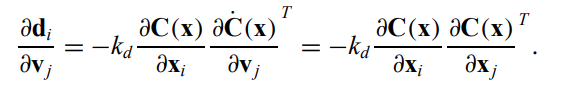 ∂d_i/∂v_j = −k_d ∂C(x)/∂x_i ∂Ċ(x)/∂v_j^T = −k_d ∂C(x)/∂x_i ∂C(x)/∂x_j^T .